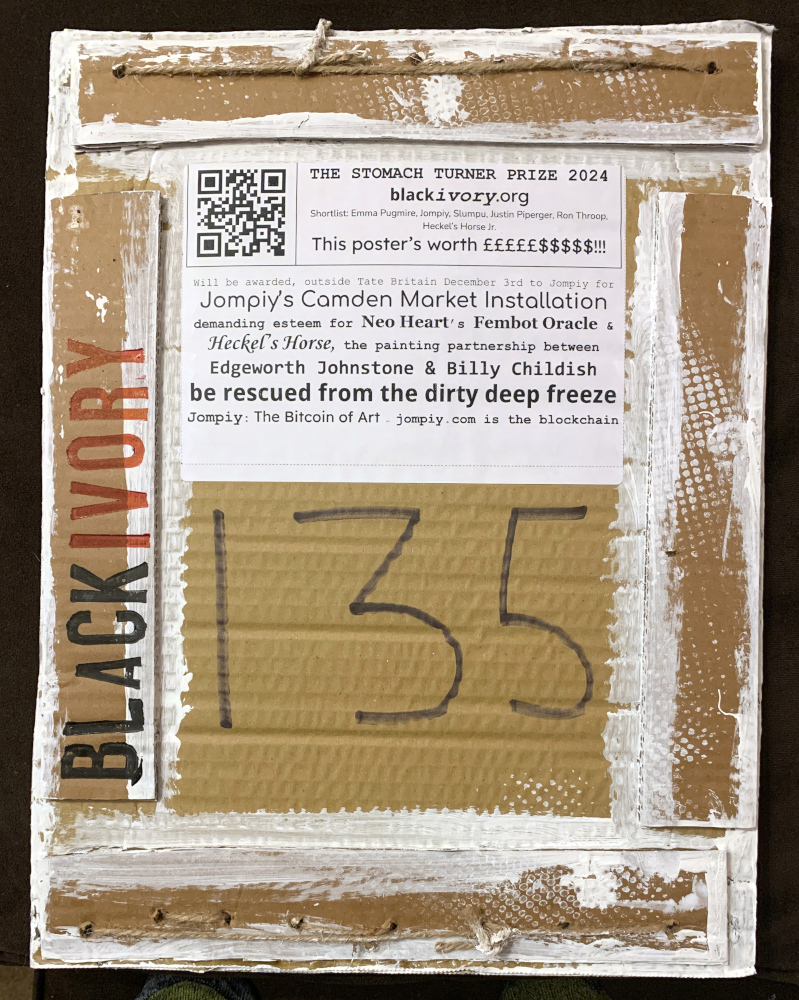 THE STOMACH TURNER PRIZE 2024
blackivory.org
Shortlist: Emma Pugmire, Jompiy, Slumpu, Justin Piperger, Ron Throop,
Heckel's Horse Jr.
This poster's worth £££££$$$$$!!!
Will be awarded, outside Tate Britain December 3rd to Jompiy for
Jompiy's Camden Market Installation
demanding esteem for Neo Heart's Fembot Oracle &
Heckel's Horse, the painting partnership between
Edgeworth Johnstone & Billy Childish
be rescued from the dirty deep freeze
Jompiy: The Bitcoin of Art - jompiy.com is the blockchain
BLACKIVORY
135